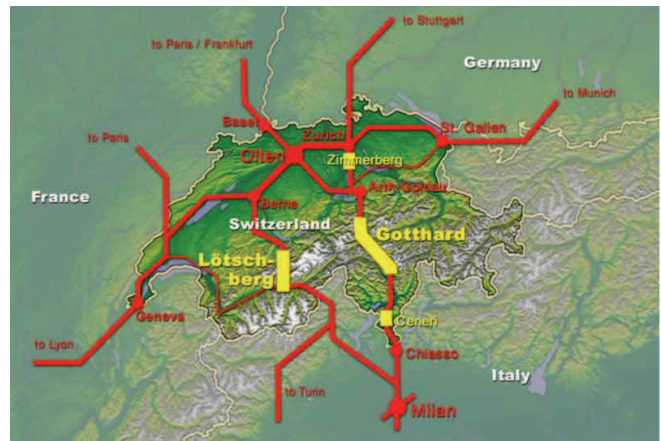 to Stuttgart
to Paris / Frankfurt
Germany
to Munich
Basel
Zurich
St. Gallen
to Paris
Olten
Zimmerberg
Arth-Goldau
France
Berne
Switzerland
Gotthard
Lötsch-
berg
Geneva
Ceneri
to Lyon
Chiasso
Italy
to Turin
Milan